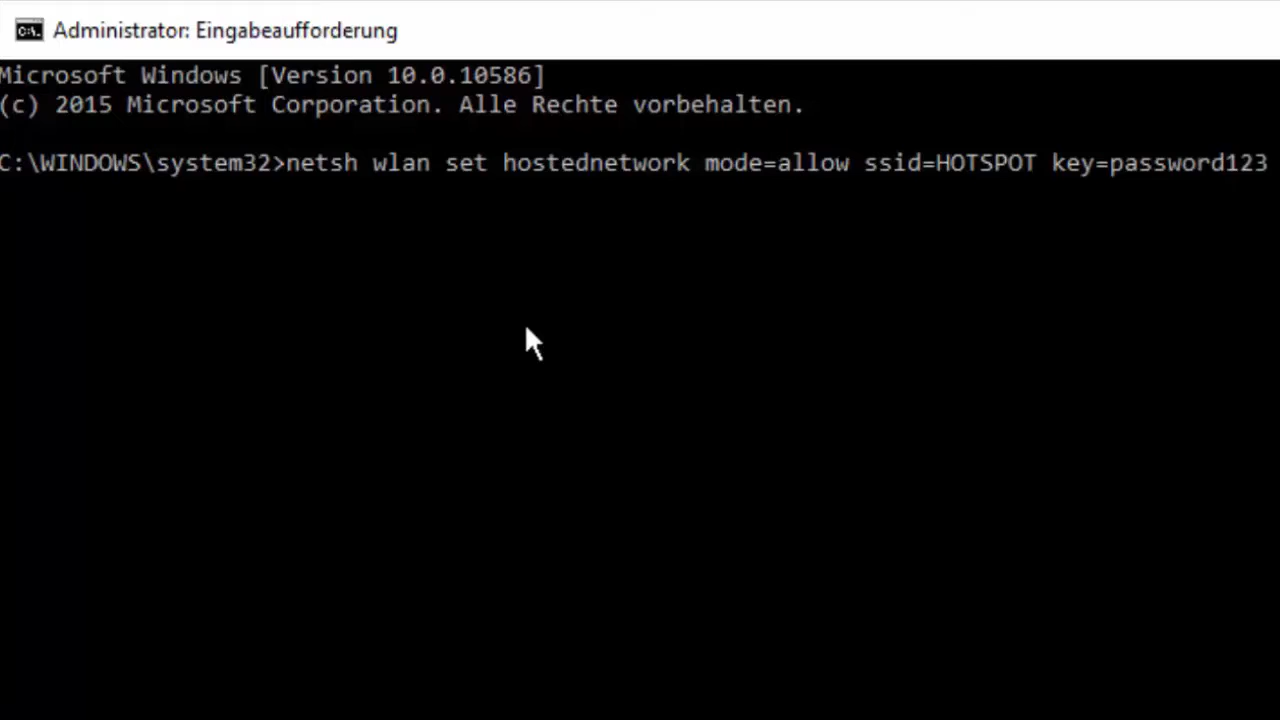 Administrator: Eingabeaufforderung
Microsoft Windows [Version 10.0.10586]
(c) 2015 Microsoft Corporation. Alle Rechte vorbehalten.
C:\WINDOWS\system32>netsh wlan set hostednetwork mode=allow ssid=HOTSPOT key=password123